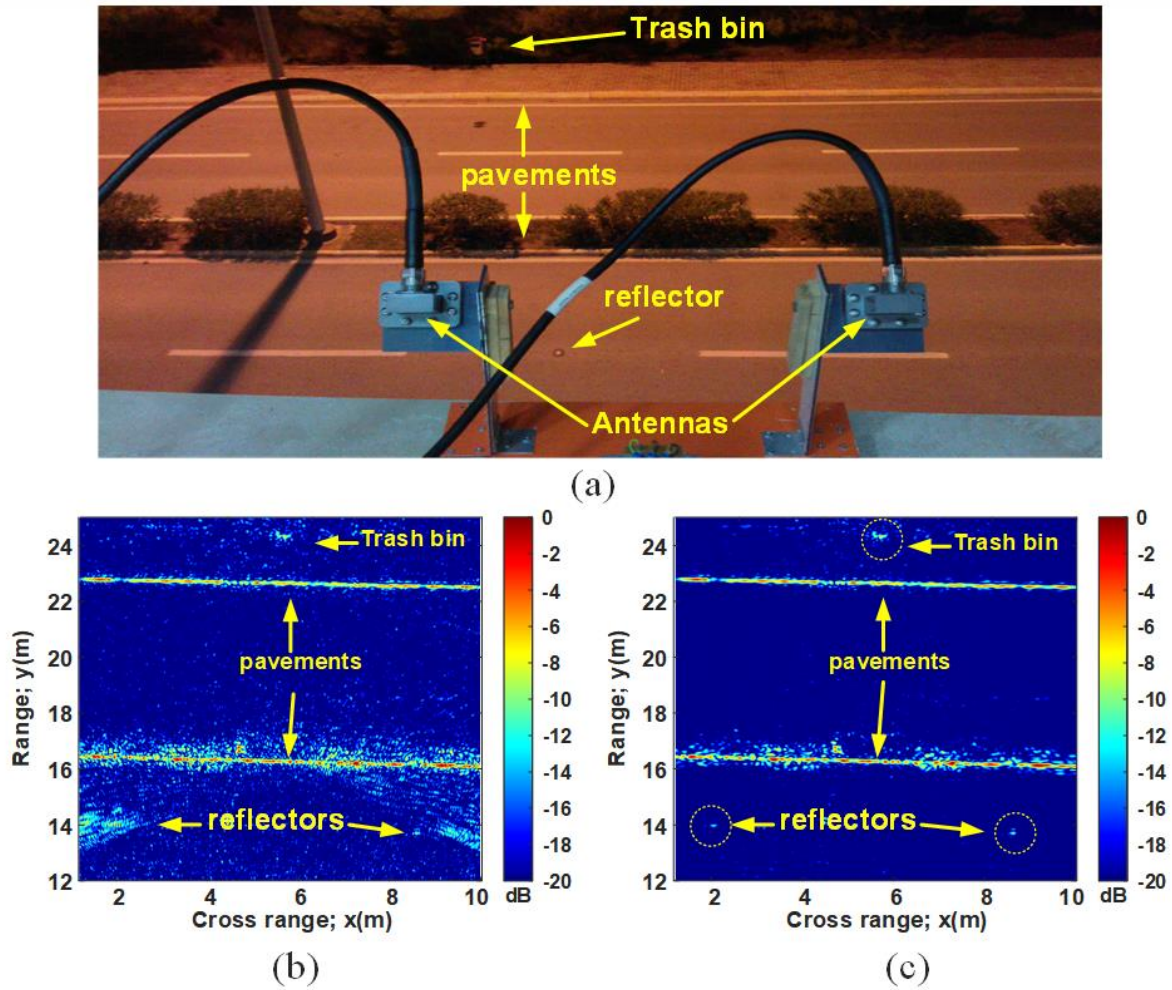 Trash bin
pavements
reflector
Antennas
(a)
24
22
20
18
16
14
12
Range; y(m)
2
4
6
8
10
Cross range; x(m)
Trash bin
pavements
reflectors
0
-2
-4
-6
-8
-10
-12
-14
-16
-18
-20
dB
(b)
24
22
20
18
16
14
12
Range; y(m)
2
4
6
8
10
Cross range; x(m)
Trash bin
pavements
reflectors
0
-2
-4
-6
-8
-10
-12
-14
-16
-18
-20
dB
(c)